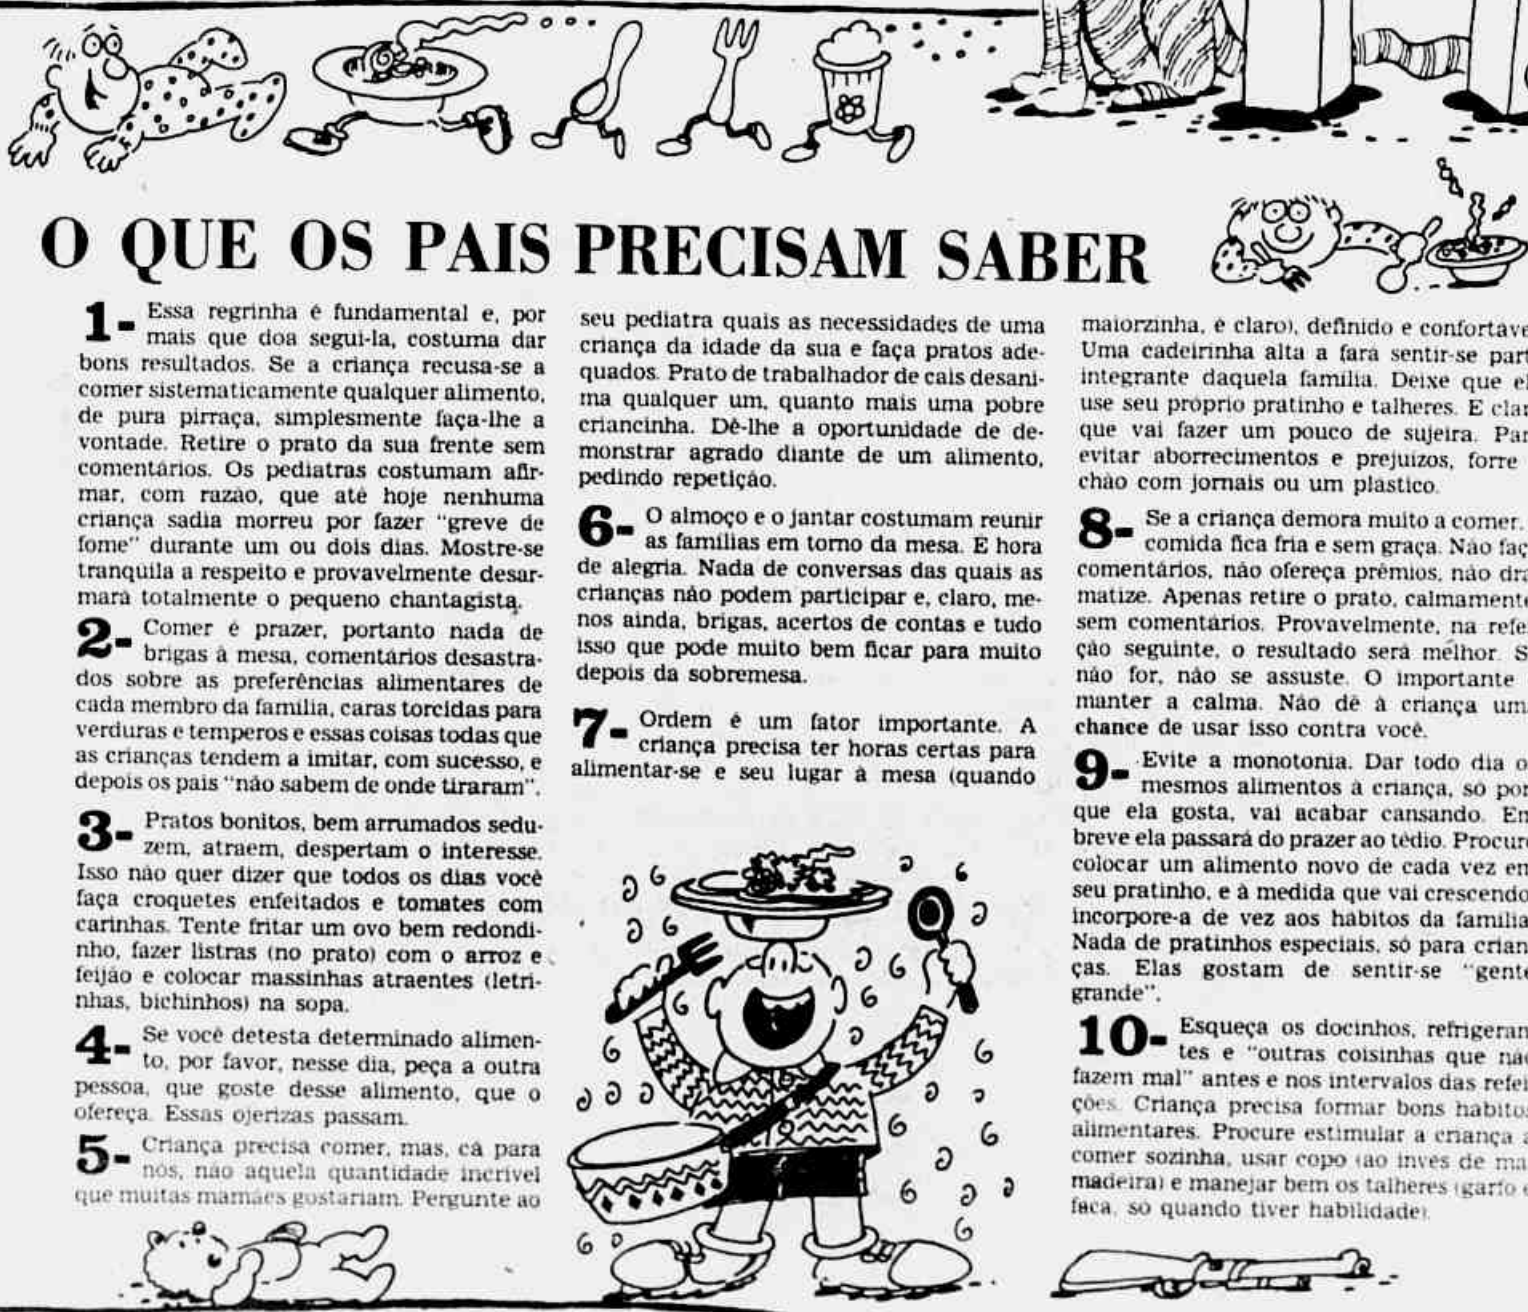 O QUE OS PAIS PRECISAM SABER
1- Essa regrinha é fundamental e, por
mais que doa segui-la, costuma dar
bons resultados. Se a criança recusa-se a
comer sistematicamente qualquer alimento,
de pura pirraça, simplesmente faça-lhe a
vontade. Retire o prato da sua frente sem
comentários. Os pediatras costumam afir-
mar, com razão, que até hoje nenhuma
criança sadia morreu por fazer "greve de
fome" durante um ou dois dias. Mostre-se
tranquila a respeito e provavelmente desar-
mará totalmente o pequeno chantagista.
2- Comer é prazer, portanto nada de
brigas à mesa, comentários desastra-
dos sobre as preferências alimentares de
cada membro da família, caras torcidas para
verduras e temperos e essas coisas todas que
as crianças tendem a imitar, com sucesso, e
depois os pais "não sabem de onde tiraram".
3- Pratos bonitos, bem arrumados sedu-
zem, atraem, despertam o interesse.
Isso não quer dizer que todos os dias você
faça croquetes enfeitados e tomates com
carinhas. Tente fritar um ovo bem redondi-
nho, fazer listras (no prato) com o arroz e
feijão e colocar massinhas atraentes (letri-
nhas, bichinhos) na sopa.
4- Se você detesta determinado alimen-
to, por favor, nesse dia, peça a outra
pessoa, que goste desse alimento, que o
ofereça. Essas ojerizas passam.
5- Criança precisa comer, mas, cá para
nós, não aquela quantidade incrível
que muitas mamães gostariam. Pergunte ao
seu pediatra quais as necessidades de uma
criança da idade da sua e faça pratos ade-
quados. Prato de trabalhador de cais desani-
ma qualquer um, quanto mais uma pobre
criancinha. Dê-lhe a oportunidade de de-
monstrar agrado diante de um alimento,
pedindo repetição.
6- O almoço e o jantar costumam reunir
as famílias em torno da mesa. E hora
de alegria. Nada de conversas das quais as
crianças não podem participar e, claro, me-
nos ainda, brigas, acertos de contas e tudo
isso que pode muito bem ficar para muito
depois da sobremesa.
7- Ordem é um fator importante. A
criança precisa ter horas certas para
alimentar-se e seu lugar à mesa (quando
maiorzinha, é claro), definido e confortáve
Uma cadeirinha alta a fará sentir-se part
integrante daquela família. Deixe que el
use seu próprio pratinho e talheres. E clar
que vai fazer um pouco de sujeira. Par
evitar aborrecimentos e prejuízos, forre
chão com jornais ou um plástico.
8- Se a criança demora muito a comer,
comida fica fria e sem graça. Não faç
comentários, não ofereça prêmios, não dra
matize. Apenas retire o prato, calmamente
sem comentários. Provavelmente, na refe
ção seguinte, o resultado será melhor. S
não for, não se assuste. O importante
manter a calma. Não dê à criança um
chance de usar isso contra você.
9- Evite a monotonia. Dar todo dia o
mesmos alimentos à criança, só por
que ela gosta, vai acabar cansando. En
breve ela passará do prazer ao tédio. Procure
colocar um alimento novo de cada vez en
seu pratinho, e à medida que vai crescendo
incorpore-a de vez aos hábitos da família
Nada de pratinhos especiais, só para crian
ças. Elas gostam de sentir-se "gente
grande".
10- Esqueça os docinhos, refrigeran
tes e "outras coisinhas que não
fazem mal" antes e nos intervalos das refei
ções. Criança precisa formar bons hábitos
alimentares. Procure estimular a criança a
comer sozinha, usar copo (ao invés de ma
madeira) e manejar bem os talheres (garfo e
faca, só quando tiver habilidade).